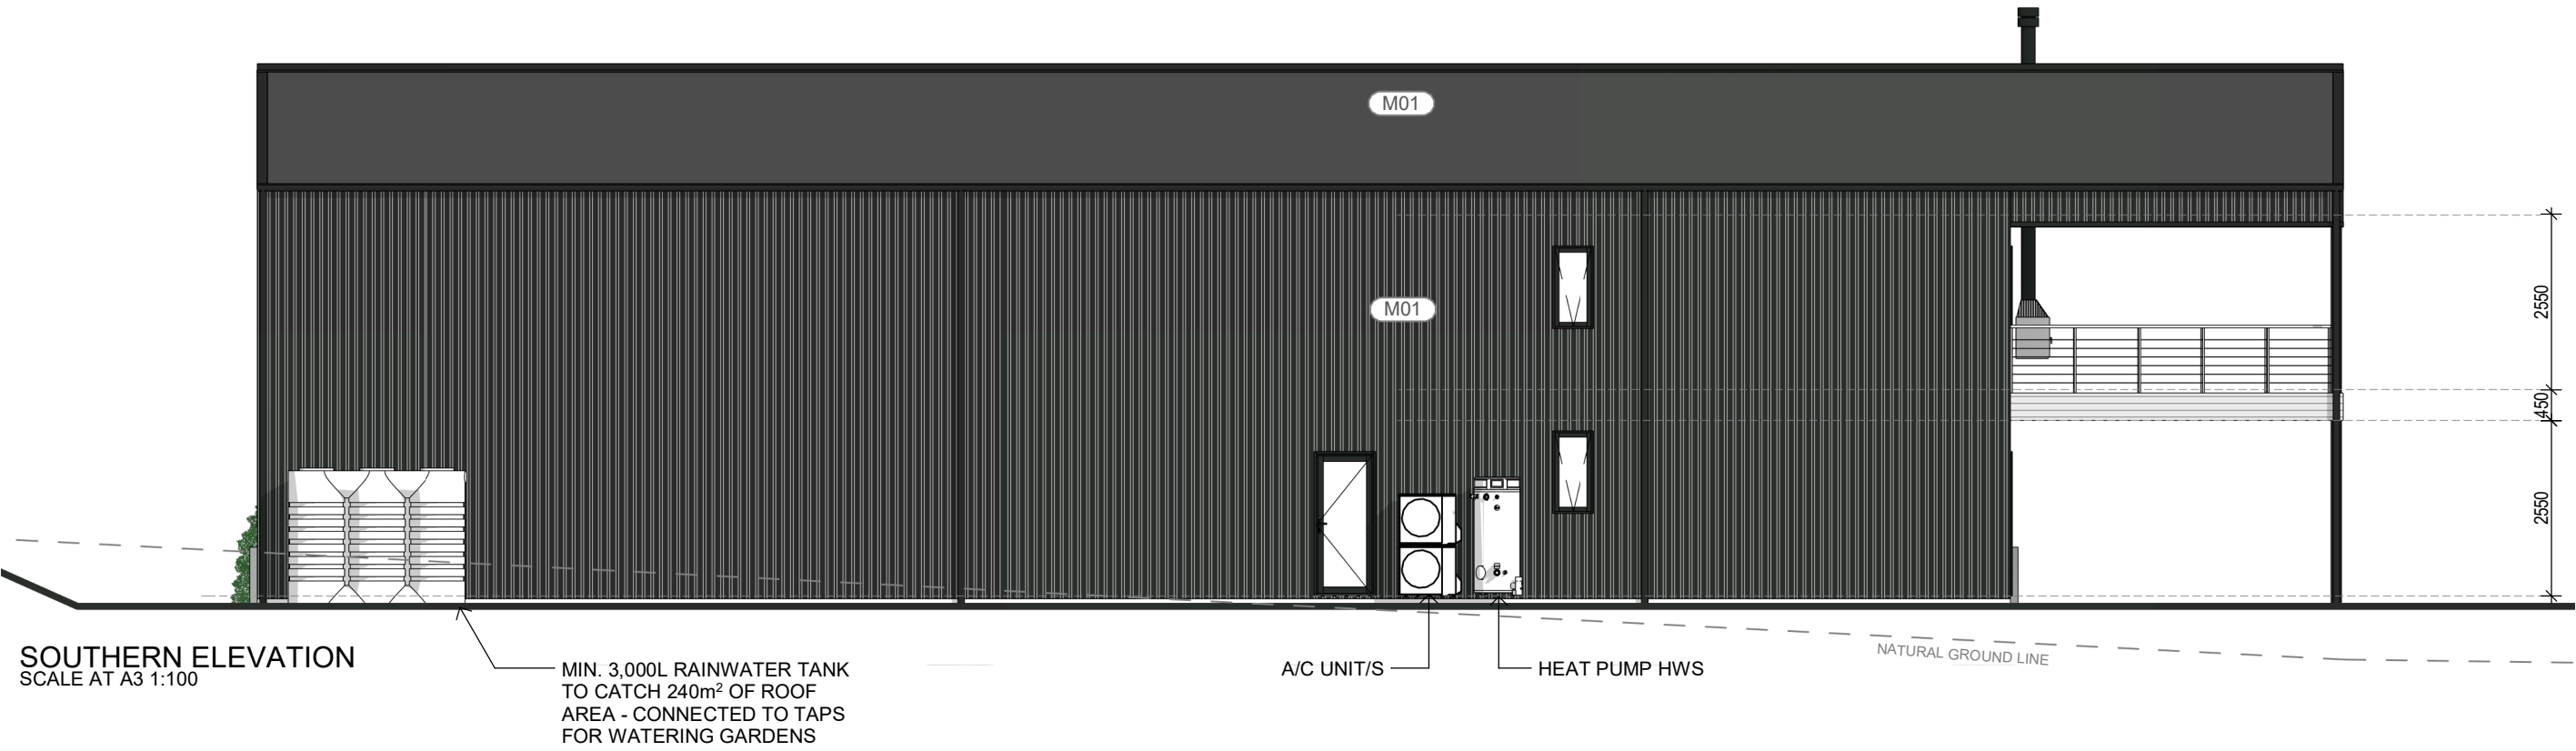 M01
M01
2550
450
2550
SOUTHERN ELEVATION
SCALE AT A3 1:100
MIN. 3,000L RAINWATER TANK
TO CATCH 240m² OF ROOF
AREA - CONNECTED TO TAPS
FOR WATERING GARDENS
A/C UNIT/S
HEAT PUMP HWS
NATURAL GROUND LINE